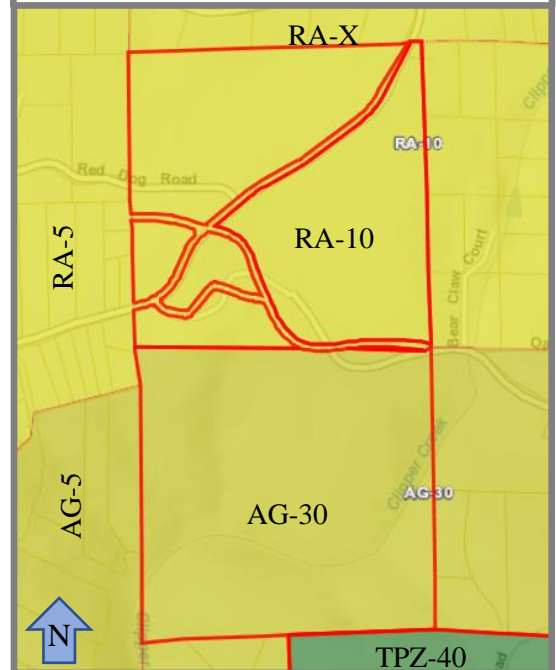 RA-X
RA-10
Red Dog Road
RA-10
RA-5
Bear Claw Court
Clipper Creek
AG-30
AG-5
AG-30
N
TPZ-40